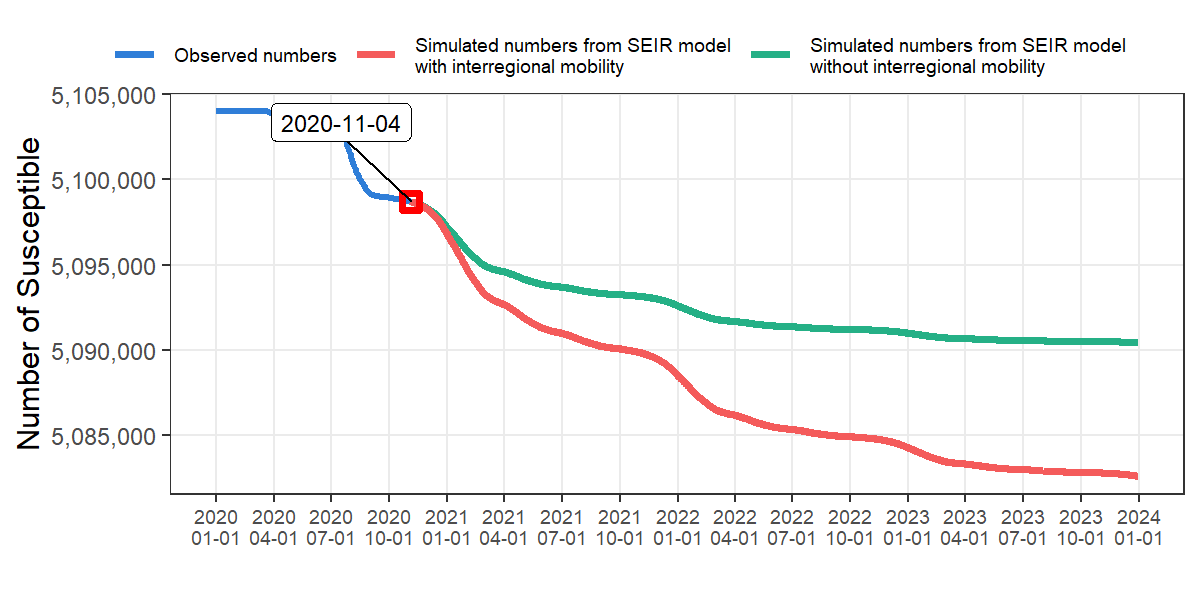 Observed numbers
Simulated numbers from SEIR model
with interregional mobility
Simulated numbers from SEIR model
without interregional mobility
Number of Susceptible
5,105,000
5,100,000
5,095,000
5,090,000
5,085,000
2020-11-04
2020 2020 2020 2020 2021 2021 2021 2021 2022 2022 2022 2022 2023 2023 2023 2023 2024
01-01 04-01 07-01 10-01 01-01 04-01 07-01 10-01 01-01 04-01 07-01 10-01 01-01 04-01 07-01 10-01 01-01